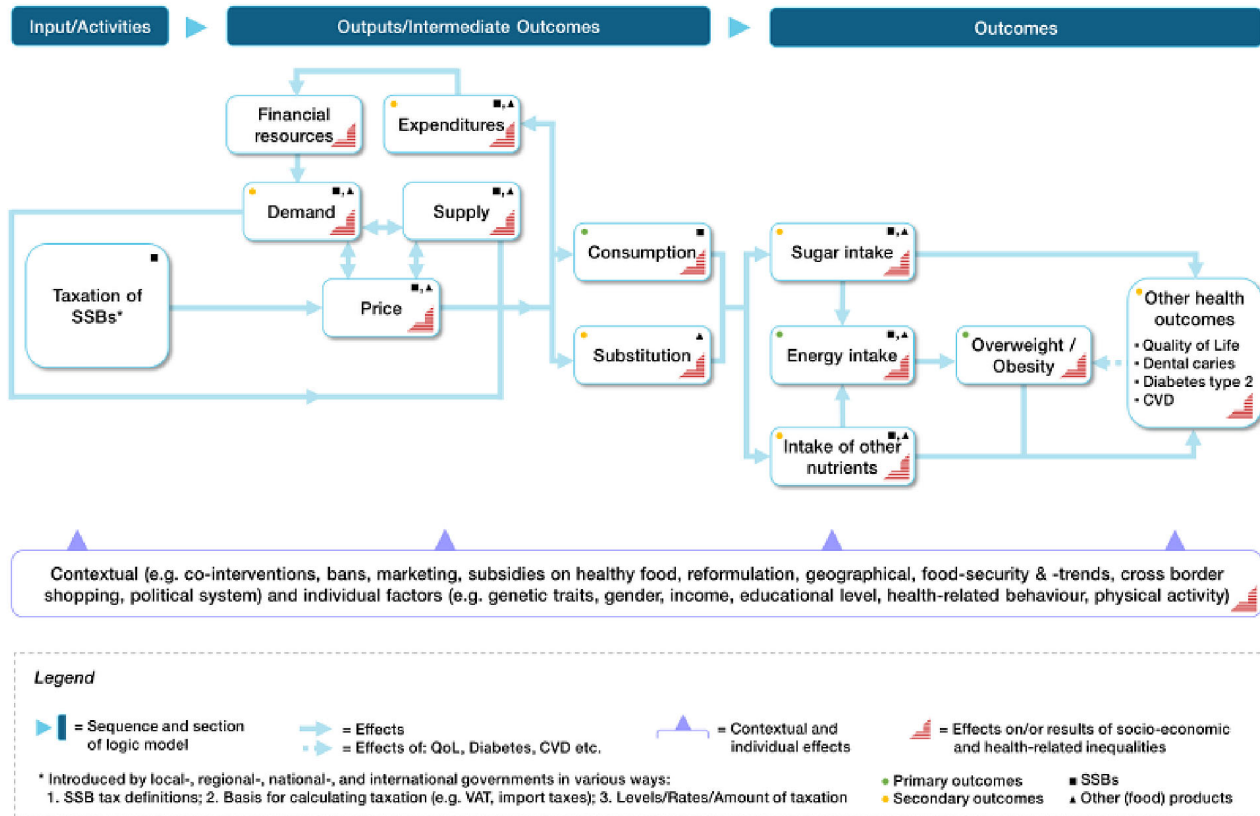 Input/Activities
Outputs/Intermediate Outcomes
Outcomes
Financial
resources
Expenditures
Demand
Supply
Taxation of
SSBs*
Price
Consumption
Substitution
Sugar intake
Energy intake
Intake of other
nutrients
Overweight /
Obesity
Other health
outcomes
▪ Quality of Life
▪ Dental caries
▪ Diabetes type 2
▪ CVD
Contextual (e.g. co-interventions, bans, marketing, subsidies on healthy food, reformulation, geographical, food-security & -trends, cross border
shopping, political system) and individual factors (e.g. genetic traits, gender, income, educational level, health-related behaviour, physical activity)
Legend
= Sequence and section
of logic model
= Effects
= Effects of: QoL, Diabetes, CVD etc.
= Contextual and
individual effects
= Effects on/or results of socio-economic
and health-related inequalities
* Introduced by local-, regional-, national-, and international governments in various ways:
1. SSB tax definitions; 2. Basis for calculating taxation (e.g. VAT, import taxes); 3. Levels/Rates/Amount of taxation
● Primary outcomes
● Secondary outcomes
■ SSBs
▲ Other (food) products